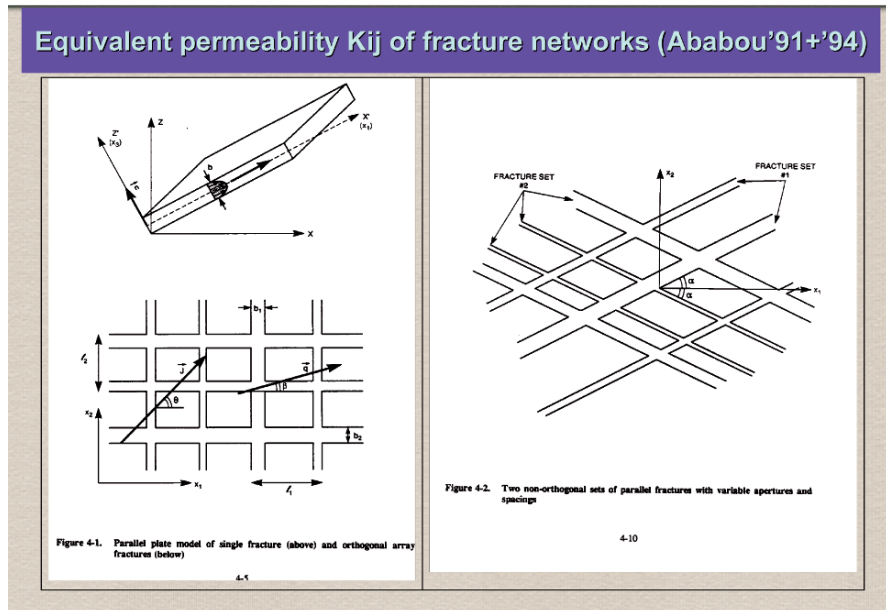 Equivalent permeability Kij of fracture networks (Ababou’91+’94)
Z'
(x₃)
Z
X'
(x₁)
b
n
X
b₁
ℓ₂
J
q
θ
β
x₂
b₂
x₁
ℓ₁
Figure 4-1. Parallel plate model of single fracture (above) and orthogonal array
fractures (below)
4-5
FRACTURE SET
#2
x₂
FRACTURE SET
#1
α
α
x₁
Figure 4-2. Two non-orthogonal sets of parallel fractures with variable apertures and
spacings
4-10